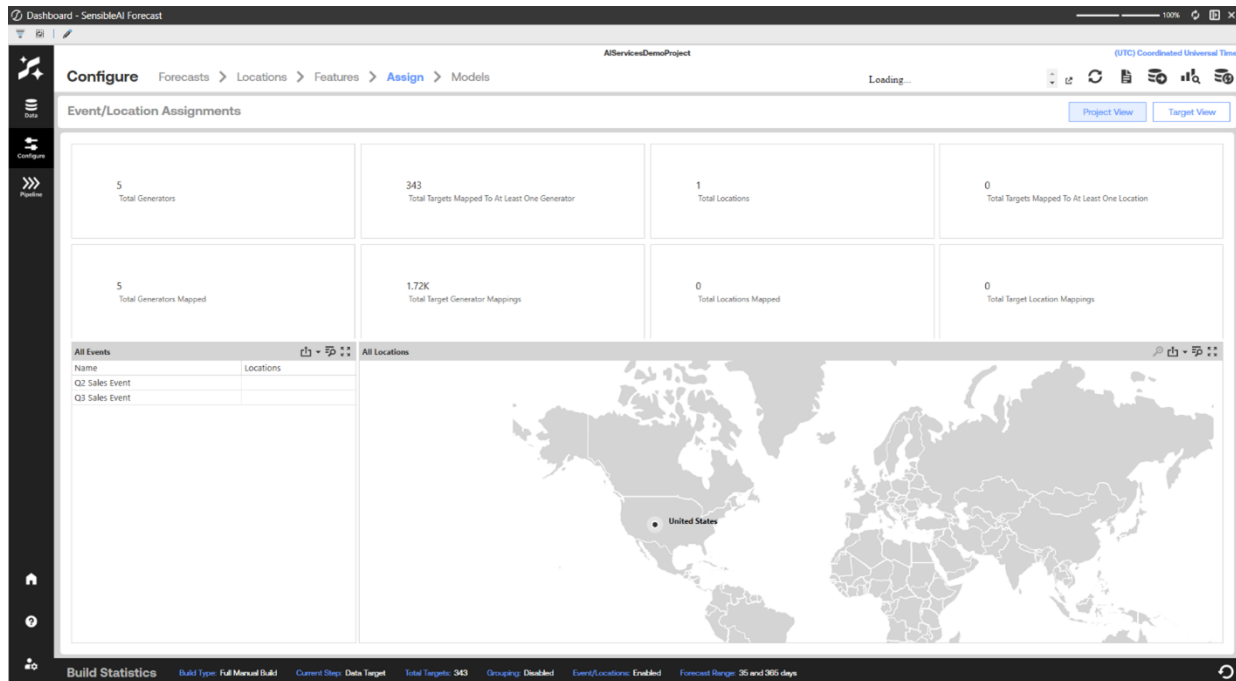 Dashboard - SensibleAI Forecast
100%
AIServicesDemoProject
(UTC) Coordinated Universal Time
Configure Forecasts > Locations > Features > Assign > Models
Loading...
Data
Configure
Pipeline
Event/Location Assignments
Project View
Target View
5
Total Generators
343
Total Targets Mapped To At Least One Generator
1
Total Locations
0
Total Targets Mapped To At Least One Location
5
Total Generators Mapped
1.72K
Total Target Generator Mappings
0
Total Locations Mapped
0
Total Target Location Mappings
All Events
Name Locations
Q2 Sales Event
Q3 Sales Event
All Locations
United States
Build Statistics Build Type: Full Manual Build Current Step: Data Target Total Targets: 343 Grouping: Disabled Event/Locations: Enabled Forecast Range: 35 and 365 days